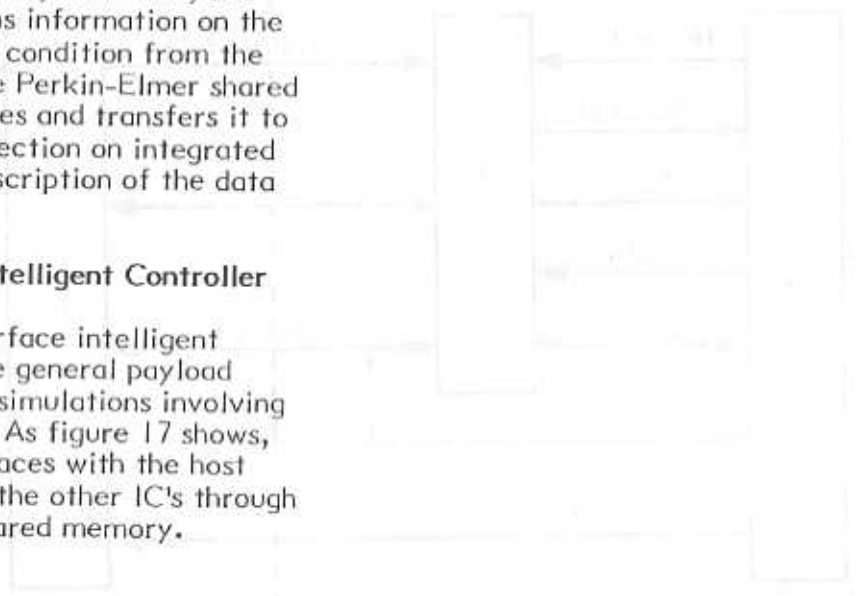 s information on the
condition from the
Perkin-Elmer shared
es and transfers it to
ection on integrated
scription of the data
telligent Controller
face intelligent
general payload
simulations involving
As figure 17 shows,
aces with the host
the other IC's through
ared memory.